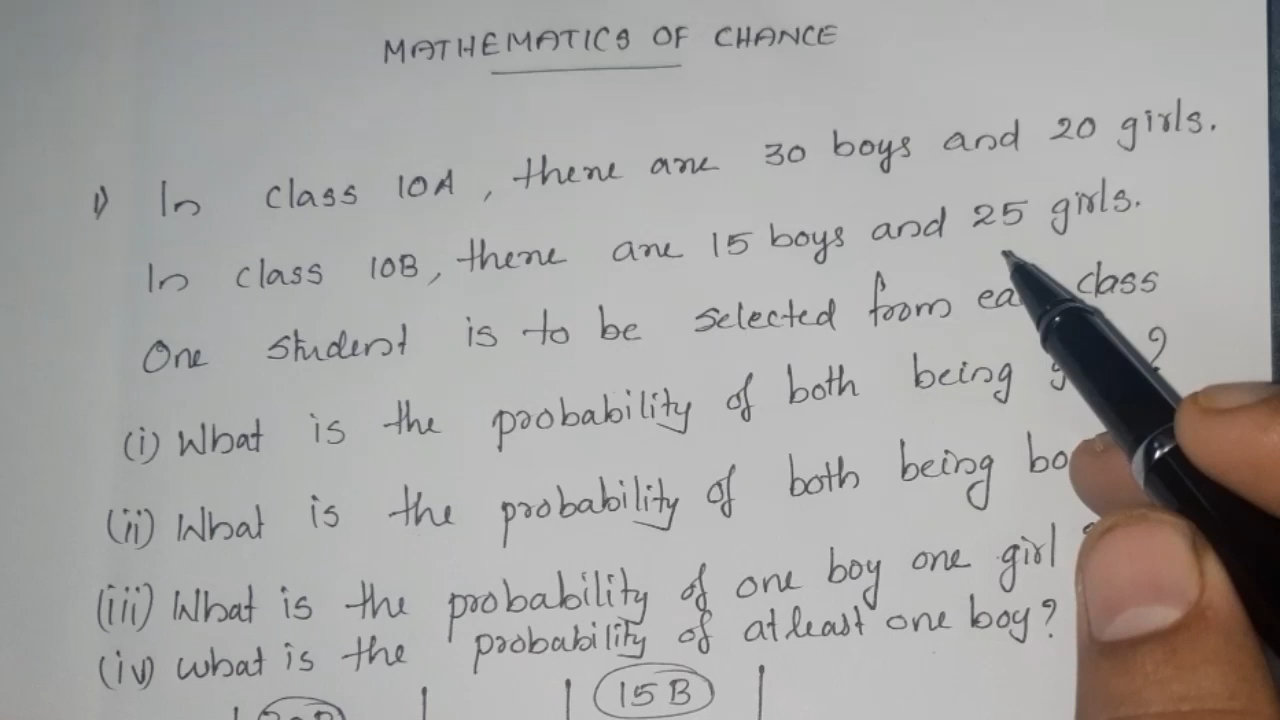 MATHEMATICS OF CHANCE
1) In class 10A, there are 30 boys and 20 girls.
In class 10B, there are 15 boys and 25 girls.
One student is to be selected from class
(i) What is the probability of both being ?
(ii) What is the probability of both being
(iii) What is the probability of one boy one girl
(iv) what is the probability of atleast one boy?
15 B